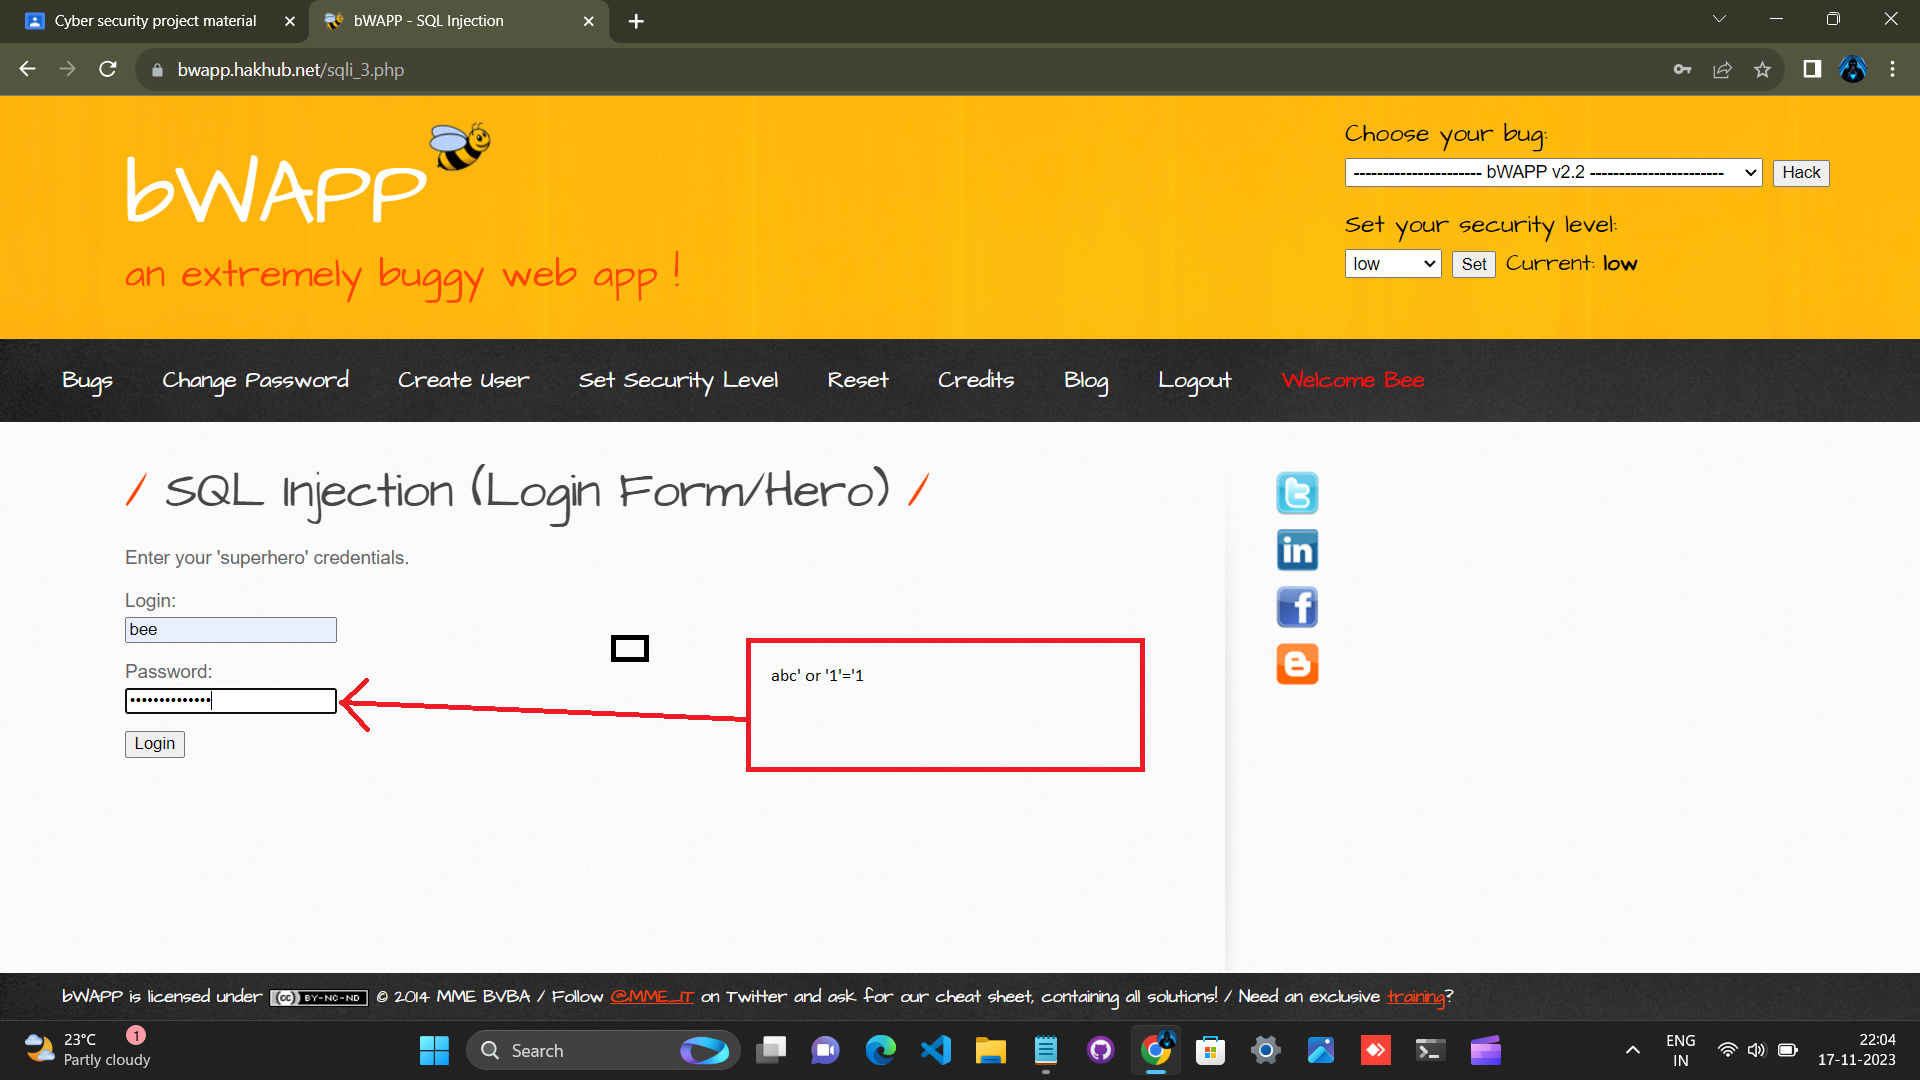 Cyber security project material
bWAPP - SQL Injection
bwapp.hakhub.net/sqli_3.php
bWAPP
an extremely buggy web app !
Choose your bug:
---------------------- bWAPP v2.2 -----------------------
Hack
Set your security level:
low
Set
Current: low
Bugs Change Password Create User Set Security Level Reset Credits Blog Logout Welcome Bee
/ SQL Injection (Login Form/Hero) /
Enter your 'superhero' credentials.
Login:
bee
Password:
••••••••••••••
Login
abc' or '1'='1
bWAPP is licensed under (cc) BY-NC-ND © 2014 MME BVBA / Follow @MME_IT on Twitter and ask for our cheat sheet, containing all solutions! / Need an exclusive training?
23°C
Partly cloudy
1
Search
ENG
IN
22:04
17-11-2023